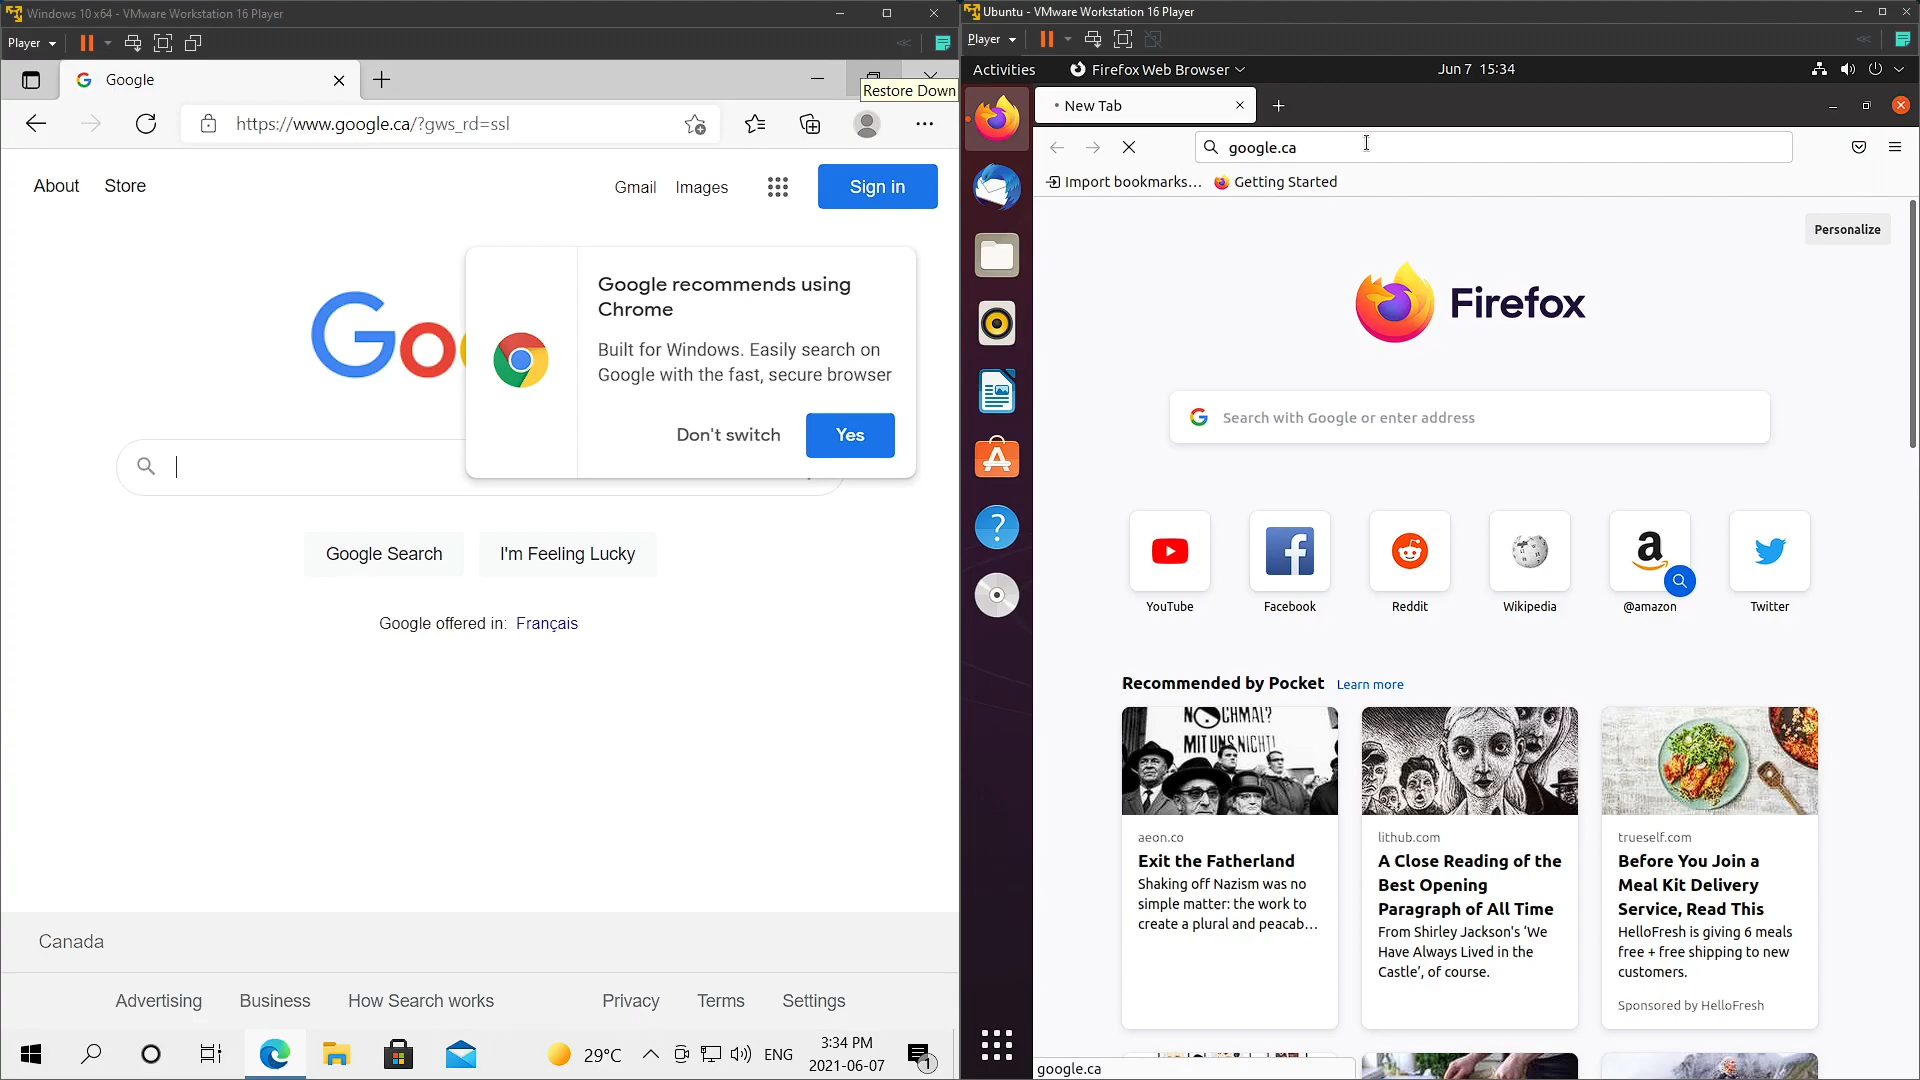 Windows 10 x64 - VMware Workstation 16 Player
Player
Google
Restore Down
https://www.google.ca/?gws_rd=ssl
About
Store
Gmail
Images
Sign in
Goo
Google recommends using
Chrome
Built for Windows. Easily search on
Google with the fast, secure browser
Don't switch
Yes
Google Search
I'm Feeling Lucky
Google offered in: Français
Canada
Advertising
Business
How Search works
Privacy
Terms
Settings
29°C
ENG
3:34 PM
2021-06-07
1
Ubuntu - VMware Workstation 16 Player
Player
Activities
Firefox Web Browser
Jun 7 15:34
New Tab
google.ca
Import bookmarks...
Getting Started
Personalize
Firefox
Search with Google or enter address
YouTube
Facebook
Reddit
Wikipedia
@amazon
Twitter
Recommended by Pocket
Learn more
NOCHMAL?
MIT UNS NICHT!
aeon.co
Exit the Fatherland
Shaking off Nazism was no
simple matter: the work to
create a plural and peacab...
lithub.com
A Close Reading of the
Best Opening
Paragraph of All Time
From Shirley Jackson's ‘We
Have Always Lived in the
Castle’, of course.
trueself.com
Before You Join a
Meal Kit Delivery
Service, Read This
HelloFresh is giving 6 meals
free + free shipping to new
customers.
Sponsored by HelloFresh
google.ca